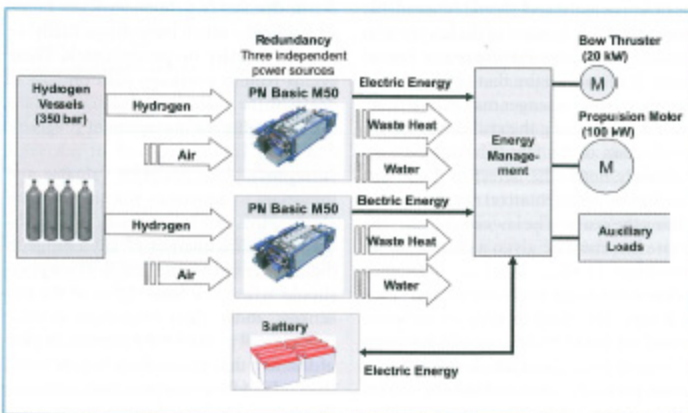 Redundancy
Three independent
power sources
Hydrogen
Vessels
(350 bar)
Hydrogen
Air
PN Basic M50
Electric Energy
Waste Heat
Water
Hydrogen
Air
PN Basic M50
Electric Energy
Waste Heat
Water
Battery
Electric Energy
Energy
Manage-
ment
Bow Thruster
(20 kW)
M
Propulsion Motor
(100 kW)
M
Auxiliary
Loads